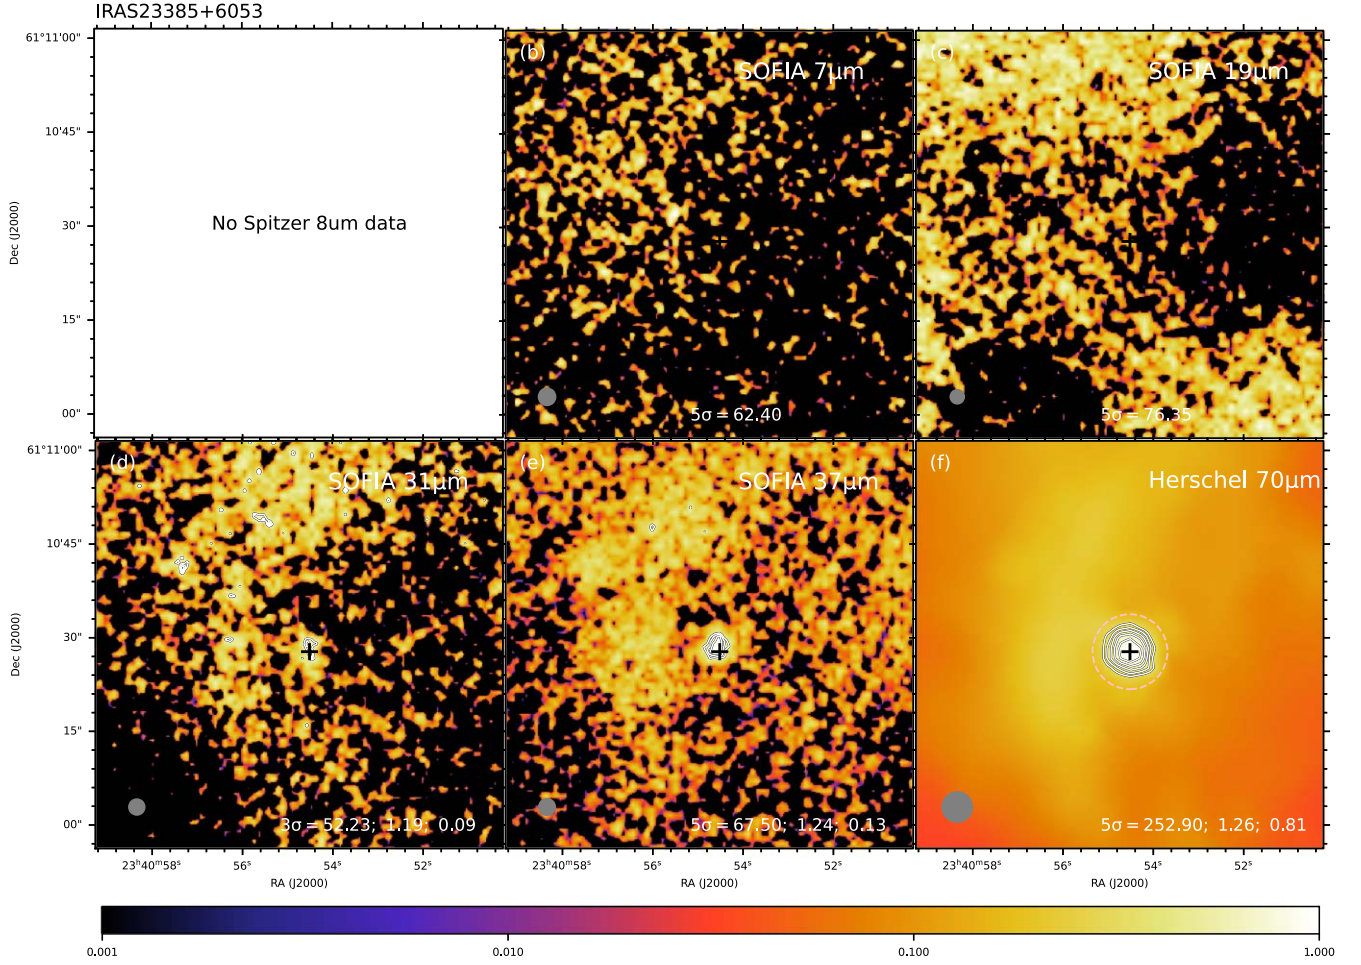 IRAS23385+6053
61°11'00"
10'45"
30"
15"
00"
Dec (J2000)
No Spitzer 8um data
(b)
SOFIA 7μm
5σ = 62.40
(c)
SOFIA 19μm
5σ = 76.35
61°11'00"
10'45"
30"
15"
00"
Dec (J2000)
(d)
SOFIA 31μm
3σ = 52.23; 1.19; 0.09
(e)
SOFIA 37μm
5σ = 67.50; 1.24; 0.13
(f)
Herschel 70μm
5σ = 252.90; 1.26; 0.81
23ʰ40ᵐ58ˢ 56ˢ 54ˢ 52ˢ
RA (J2000)
23ʰ40ᵐ58ˢ 56ˢ 54ˢ 52ˢ
RA (J2000)
23ʰ40ᵐ58ˢ 56ˢ 54ˢ 52ˢ
RA (J2000)
0.001 0.010 0.100 1.000